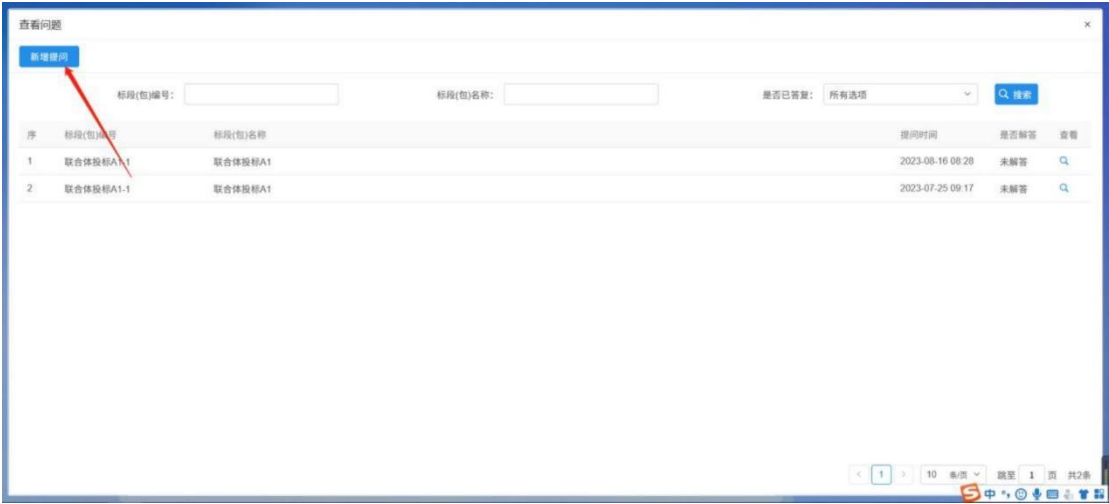 查看问题
×
新增提问
标段(包)编号: 标段(包)名称: 是否已答复: 所有选项 搜索
序 标段(包)编号 标段(包)名称 提问时间 是否解答 查看
1 联合体投标A1-1 联合体投标A1 2023-08-16 08:28 未解答
2 联合体投标A1-1 联合体投标A1 2023-07-25 09:17 未解答
< 1 > 10 条/页 跳至 1 页 共2条
S 中